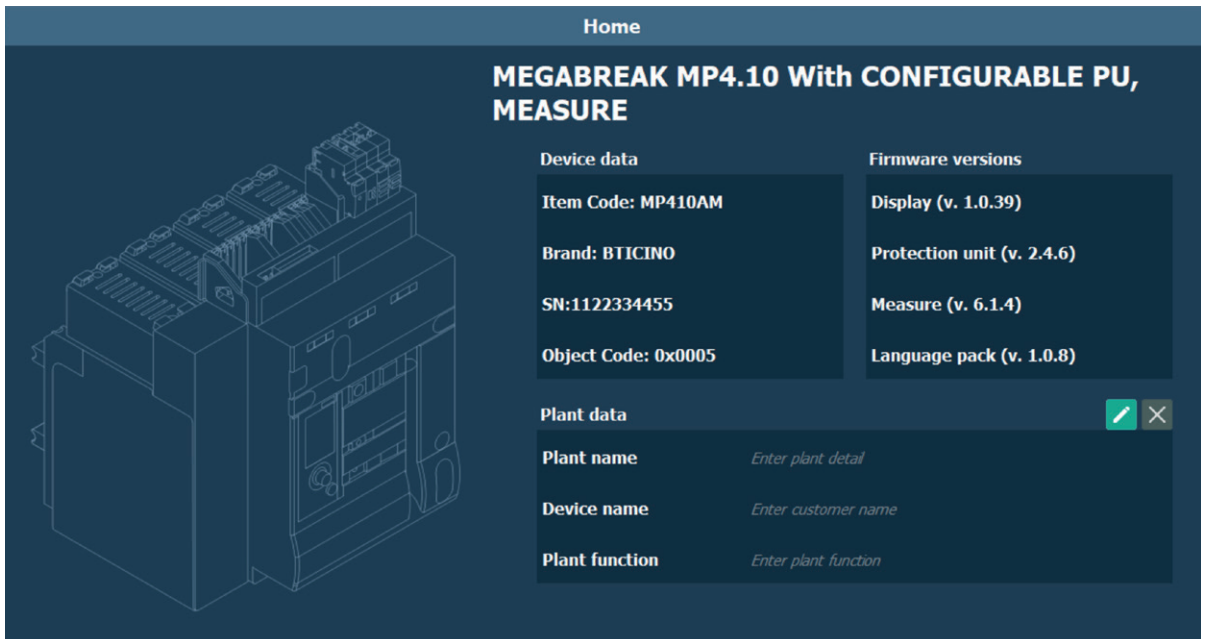 Home
MEGABREAK MP4.10 With CONFIGURABLE PU,
MEASURE
Device data
Item Code: MP410AM
Brand: BTICINO
SN:1122334455
Object Code: 0x0005
Firmware versions
Display (v. 1.0.39)
Protection unit (v. 2.4.6)
Measure (v. 6.1.4)
Language pack (v. 1.0.8)
Plant data
Plant name Enter plant detail
Device name Enter customer name
Plant function Enter plant function